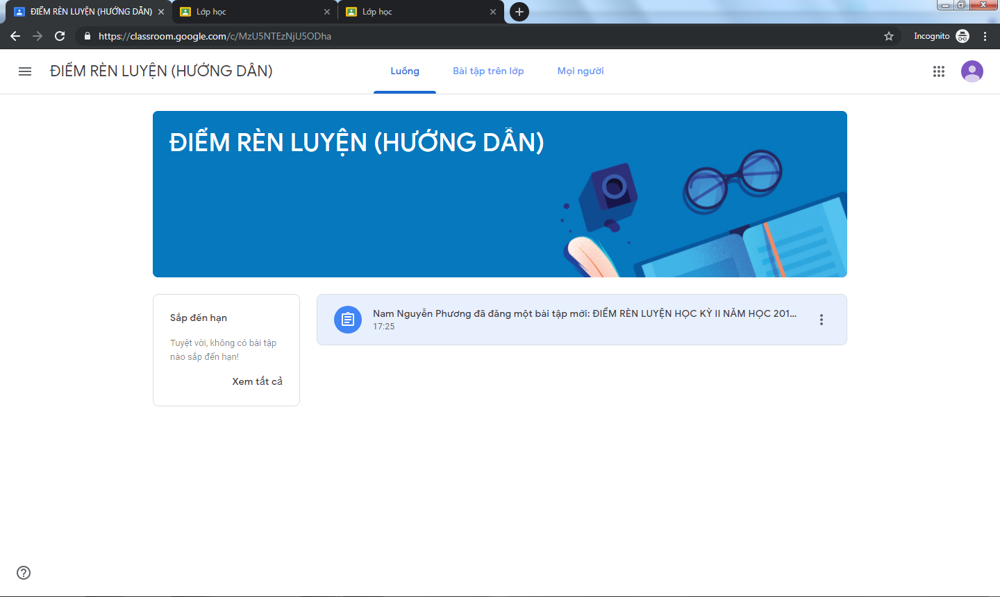 ĐIỂM RÈN LUYỆN (HƯỚNG DẪN)
Lớp học
Lớp học
https://classroom.google.com/c/MzU5NTEzNjU5ODha
Incognito
ĐIỂM RÈN LUYỆN (HƯỚNG DẪN)
Luồng
Bài tập trên lớp
Mọi người
ĐIỂM RÈN LUYỆN (HƯỚNG DẪN)
Sắp đến hạn
Tuyệt vời, không có bài tập
nào sắp đến hạn!
Xem tất cả
Nam Nguyễn Phương đã đăng một bài tập mới: ĐIỂM RÈN LUYỆN HỌC KỲ II NĂM HỌC 201...
17:25